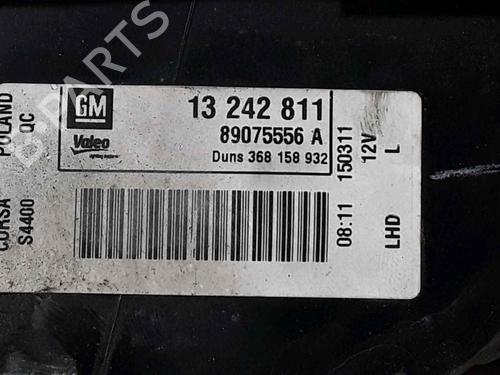 POLAND
QC
CORSA
S4400
GM
Valeo
13 242 811
89075556 A
Duns 368 158 932
08:11 150311
12V
L
LHD
B-PARTS